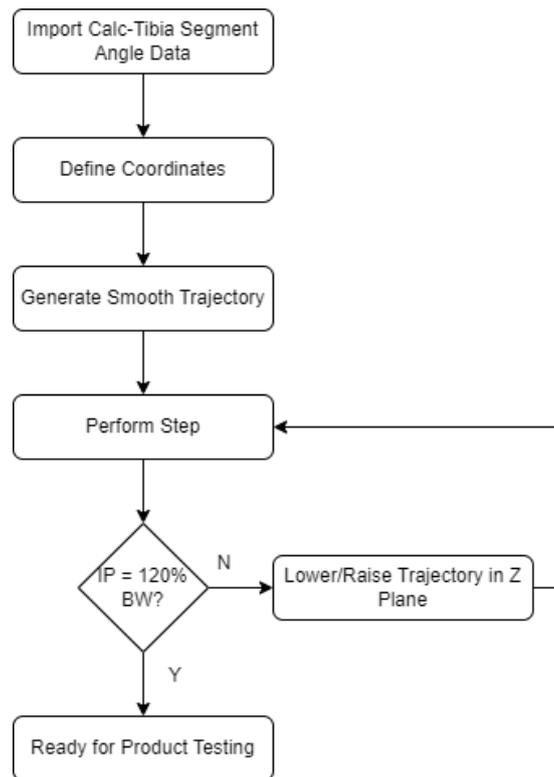 Import Calc-Tibia Segment
Angle Data
Define Coordinates
Generate Smooth Trajectory
Perform Step
IP = 120%
BW?
N
Lower/Raise Trajectory in Z
Plane
Y
Ready for Product Testing